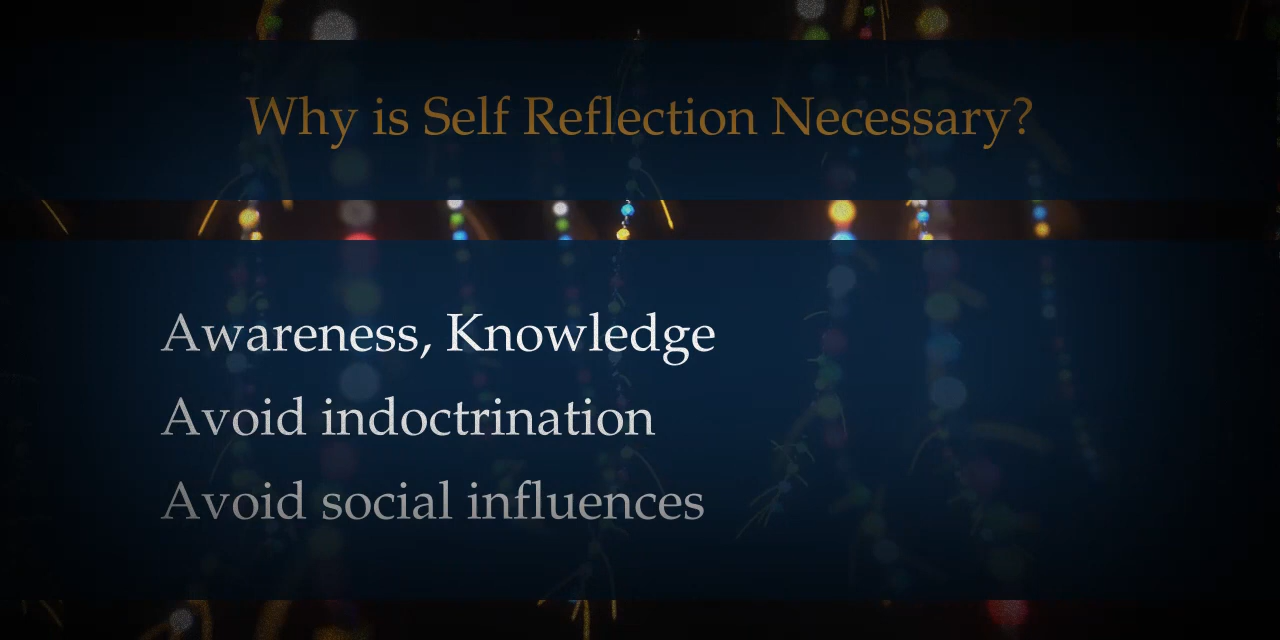 Why is Self Reflection Necessary?
Awareness, Knowledge
Avoid indoctrination
Avoid social influences